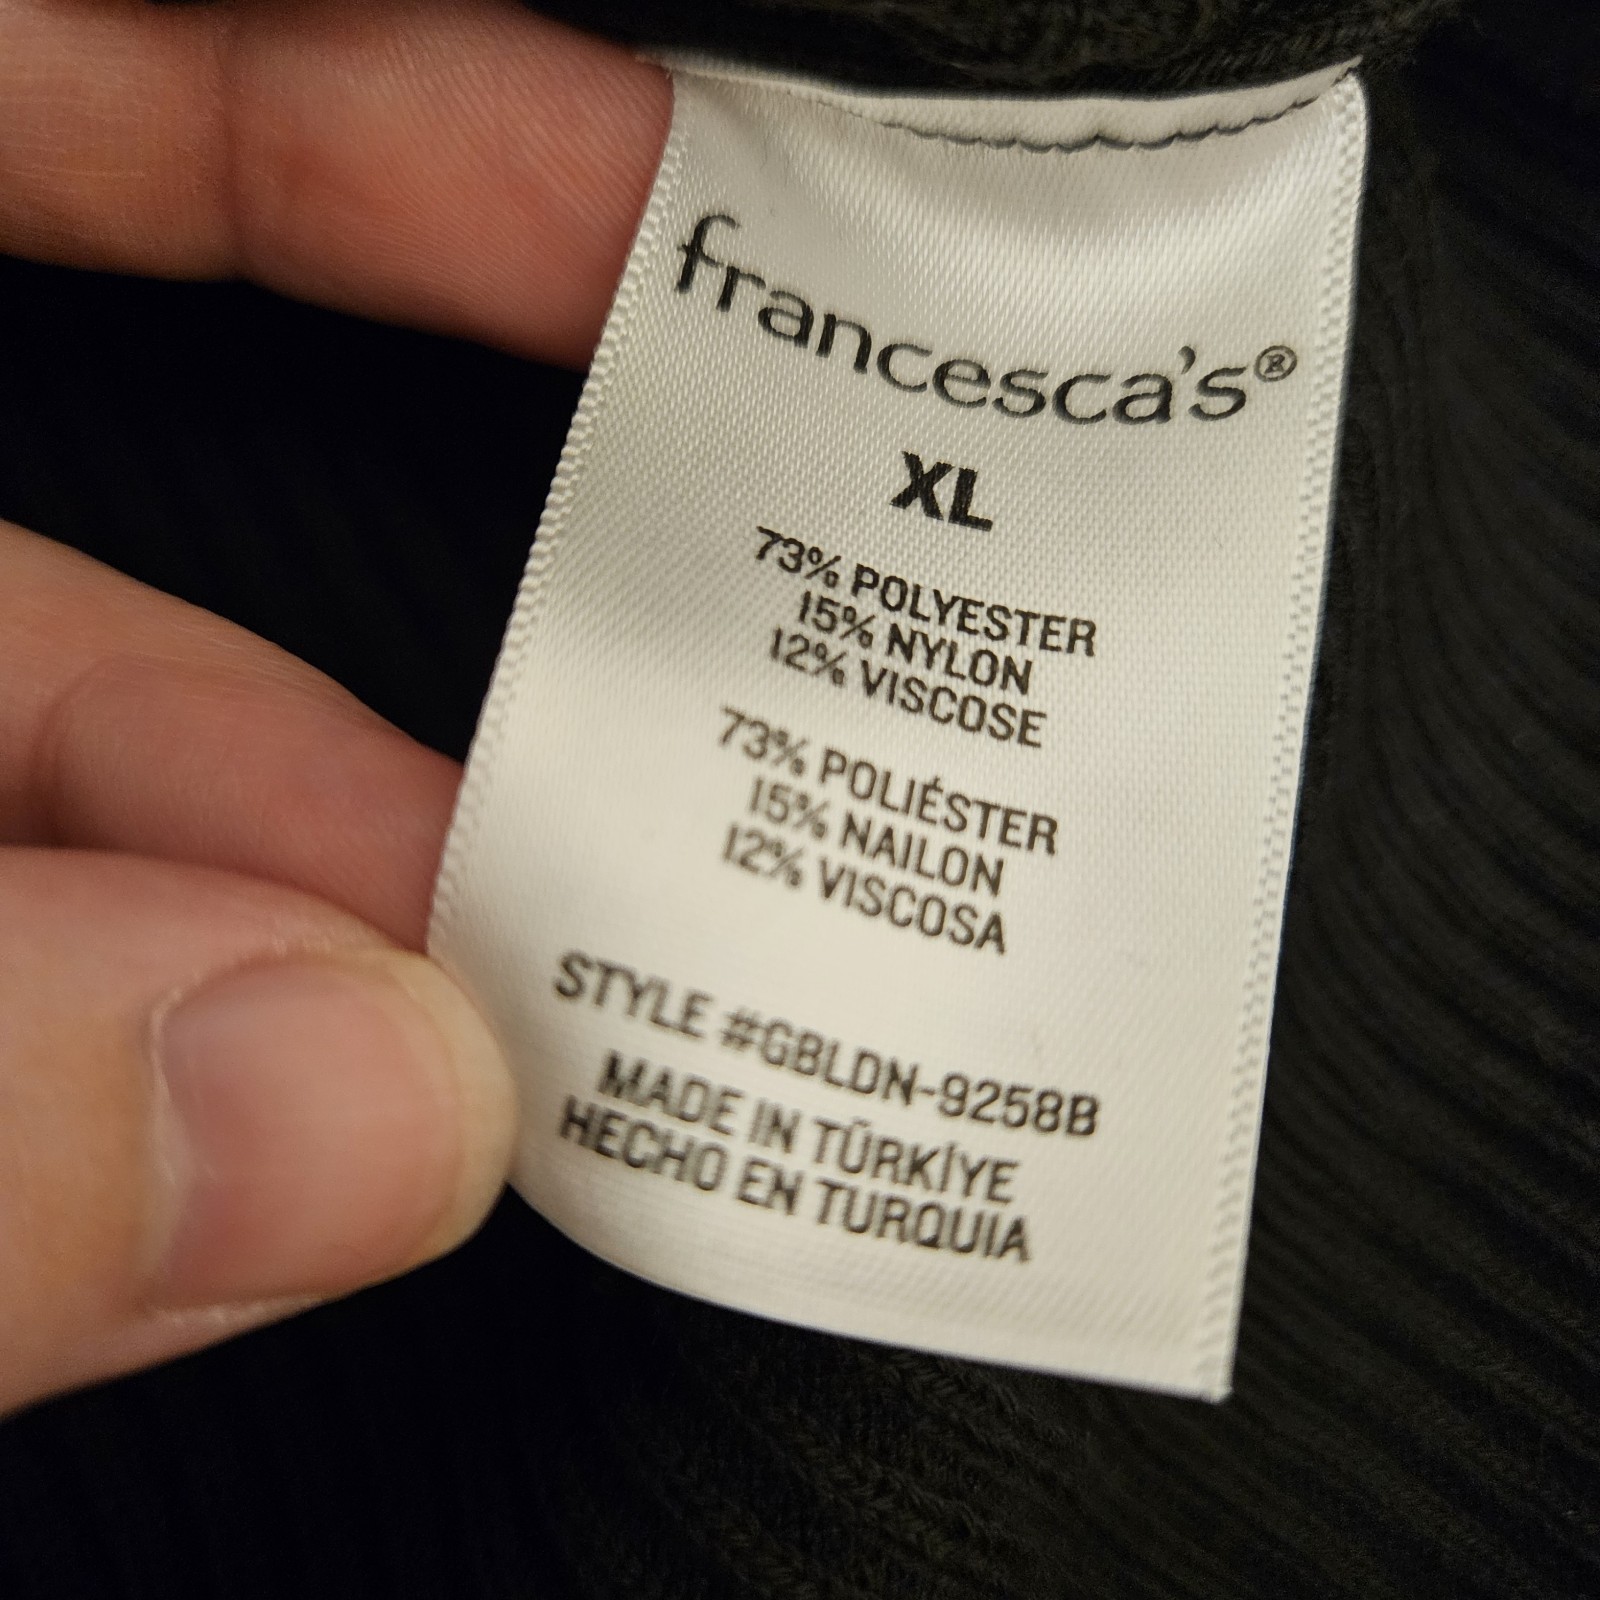 francesca's®
XL
73% POLYESTER
15% NYLON
12% VISCOSE
73% POLIÉSTER
15% NAILON
12% VISCOSA
STYLE #GBLDN-9258B
MADE IN TÜRKİYE
HECHO EN TURQUIA